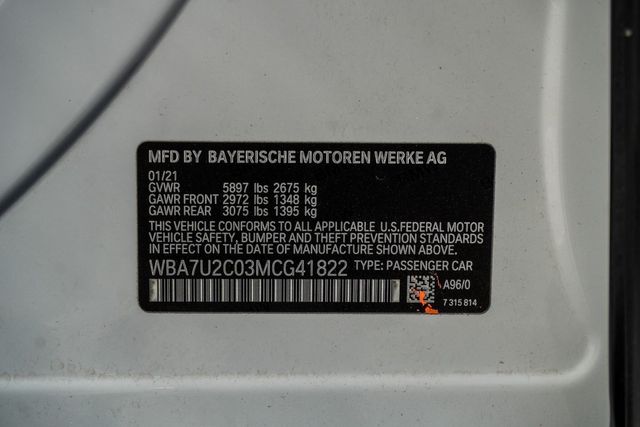 MFD BY BAYERISCHE MOTOREN WERKE AG
01/21
GVWR 5897 lbs 2675 kg
GAWR FRONT 2972 lbs 1348 kg
GAWR REAR 3075 lbs 1395 kg
THIS VEHICLE CONFORMS TO ALL APPLICABLE U.S.FEDERAL MOTOR
VEHICLE SAFETY, BUMPER AND THEFT PREVENTION STANDARDS
IN EFFECT ON THE DATE OF MANUFACTURE SHOWN ABOVE.
WBA7U2C03MCG41822 TYPE: PASSENGER CAR
A96/0
7 315 814